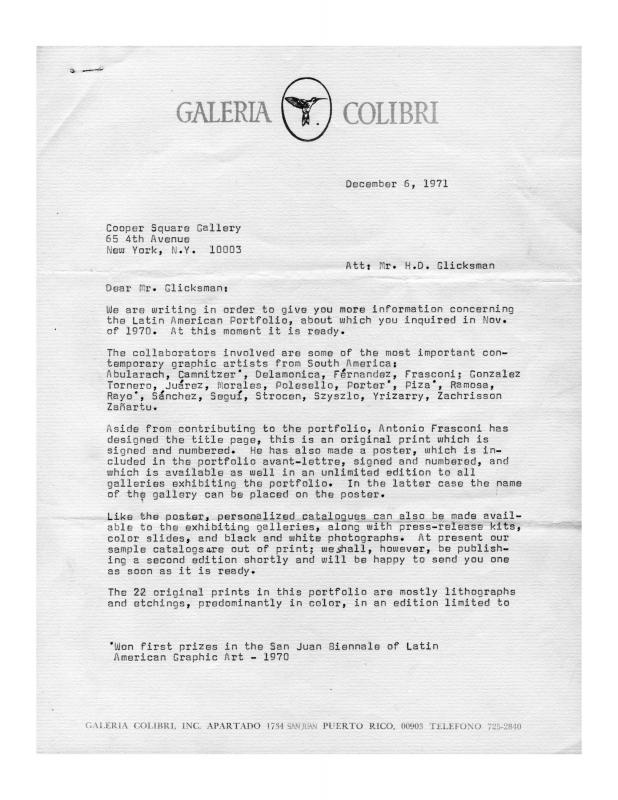 GALERIA COLIBRI
December 6, 1971
Cooper Square Gallery
65 4th Avenue
New York, N.Y. 10003
Att: Mr. H.D. Glicksman
Dear Mr. Glicksman:
We are writing in order to give you more information concerning
the Latin American Portfolio, about which you inquired in Nov.
of 1970. At this moment it is ready.
The collaborators involved are some of the most important con-
temporary graphic artists from South America:
Abularach, Camnitzer*, Delamonica, Férnandez, Frasconi; Gonzalez
Tornero, Juárez, Morales, Polesello, Porter*, Piza*, Ramosa,
Rayo*, Sánchez, Seguí, Strocen, Szyszlo, Yrizarry, Zachrisson
Zañartu.
Aside from contributing to the portfolio, Antonio Frasconi has
designed the title page, this is an original print which is
signed and numbered. He has also made a poster, which is in-
cluded in the portfolio avant-lettre, signed and numbered, and
which is available as well in an unlimited edition to all
galleries exhibiting the portfolio. In the latter case the name
of the gallery can be placed on the poster.
Like the poster, personalized catalogues can also be made avail-
able to the exhibiting galleries, along with press-release kits,
color slides, and black and white photographs. At present our
sample catalogs are out of print; we shall, however, be publish-
ing a second edition shortly and will be happy to send you one
as soon as it is ready.
The 22 original prints in this portfolio are mostly lithographs
and etchings, predominantly in color, in an edition limited to
*Won first prizes in the San Juan Biennale of Latin
American Graphic Art - 1970
GALERIA COLIBRI, INC. APARTADO 1734 SAN JUAN PUERTO RICO, 00903 TELEFONO 725-2840